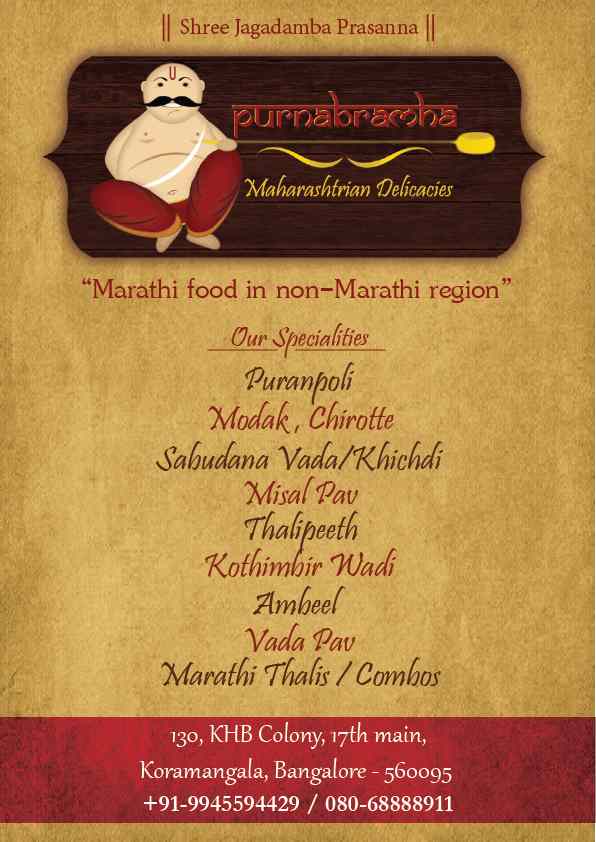 || Shree Jagadamba Prasanna ||
purnabramha
Maharashtrian Delicacies
“Marathi food in non-Marathi region”
Our Specialities
Puranpoli
Modak , Chirotte
Sabudana Vada/Khichdi
Misal Pav
Thalipeeth
Kothimbir Wadi
Ambeel
Vada Pav
Marathi Thalis / Combos
130, KHB Colony, 17th main,
Koramangala, Bangalore - 560095
+91-9945594429 / 080-68888911